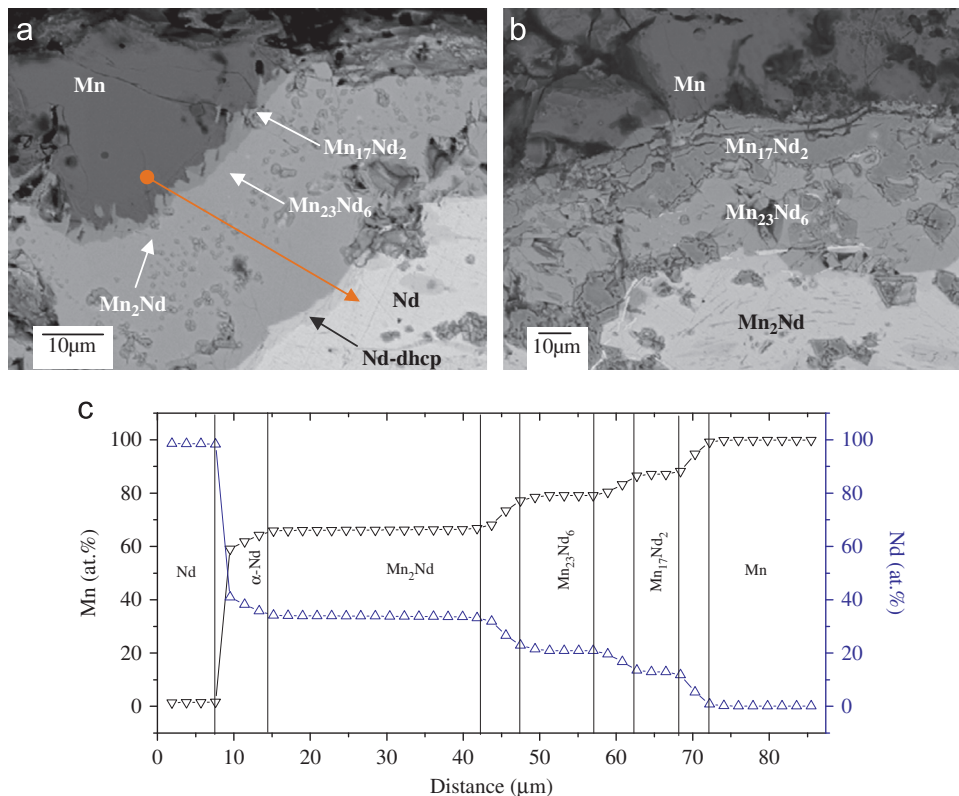 a
Mn
Mn17Nd2
Mn23Nd6
Mn2Nd
Nd
Nd-dhcp
10μm
b
Mn
Mn17Nd2
Mn23Nd6
Mn2Nd
10μm
c
100
80
60
40
20
0
Mn (at.%)
Nd
α-Nd
Mn2Nd
Mn23Nd6
Mn17Nd2
Mn
100
80
60
40
20
0
Nd (at.%)
0 10 20 30 40 50 60 70 80
Distance (μm)